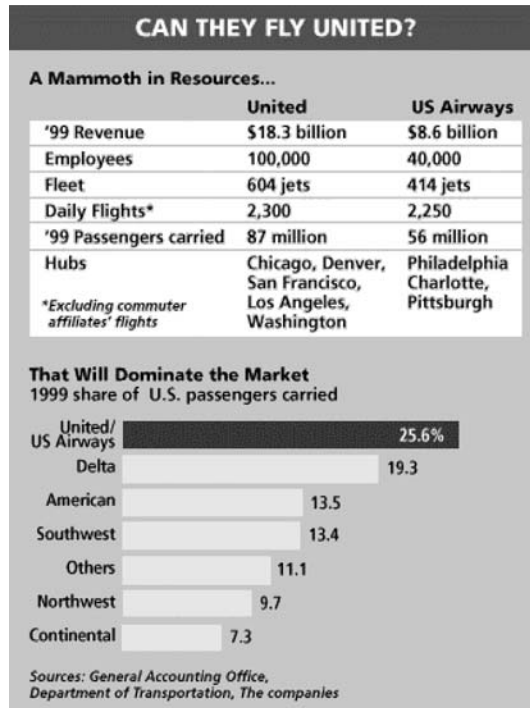 CAN THEY FLY UNITED?
A Mammoth in Resources...
United US Airways
'99 Revenue $18.3 billion $8.6 billion
Employees 100,000 40,000
Fleet 604 jets 414 jets
Daily Flights* 2,300 2,250
'99 Passengers carried 87 million 56 million
Hubs Chicago, Denver, Philadelphia
San Francisco, Charlotte,
*Excluding commuter Los Angeles, Pittsburgh
affiliates' flights Washington
That Will Dominate the Market
1999 share of U.S. passengers carried
United/
US Airways 25.6%
Delta 19.3
American 13.5
Southwest 13.4
Others 11.1
Northwest 9.7
Continental 7.3
Sources: General Accounting Office,
Department of Transportation, The companies